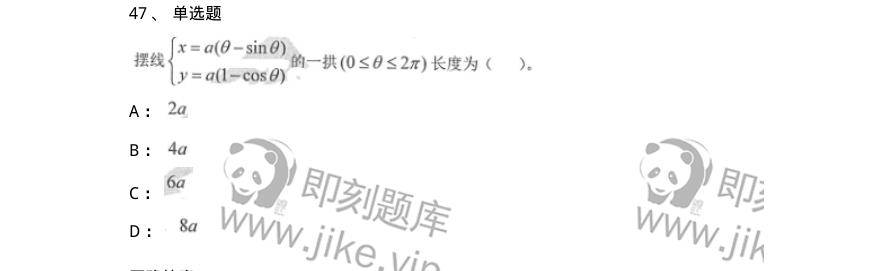 47 、 单选题
摆线{x=a(θ−sinθ)
y=a(1−cosθ) 的一拱(0≤θ≤2π)长度为(    )。
A： 2a
B： 4a
C： 6a
D： 8a
即刻题库
www.jike.vip
即刻
www.jik